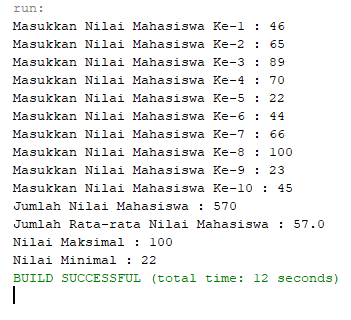 run:
Masukkan Nilai Mahasiswa Ke-1 : 46
Masukkan Nilai Mahasiswa Ke-2 : 65
Masukkan Nilai Mahasiswa Ke-3 : 89
Masukkan Nilai Mahasiswa Ke-4 : 70
Masukkan Nilai Mahasiswa Ke-5 : 22
Masukkan Nilai Mahasiswa Ke-6 : 44
Masukkan Nilai Mahasiswa Ke-7 : 66
Masukkan Nilai Mahasiswa Ke-8 : 100
Masukkan Nilai Mahasiswa Ke-9 : 23
Masukkan Nilai Mahasiswa Ke-10 : 45
Jumlah Nilai Mahasiswa : 570
Jumlah Rata-rata Nilai Mahasiswa : 57.0
Nilai Maksimal : 100
Nilai Minimal : 22
BUILD SUCCESSFUL (total time: 12 seconds)